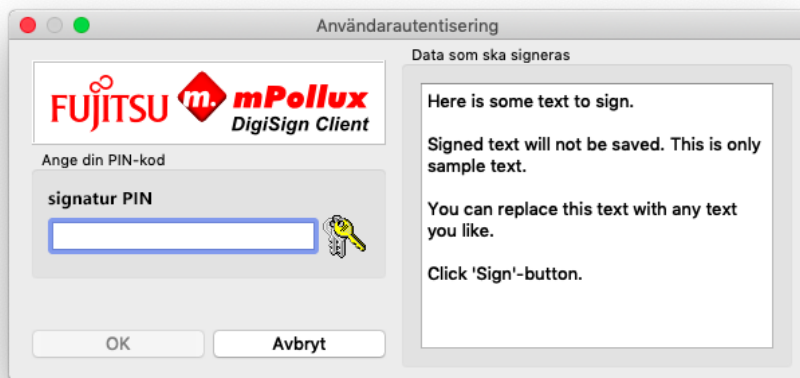 Användarautentisering
FUJITSU m. mPollux
DigiSign Client
Ange din PIN-kod
signatur PIN
OK
Avbryt
Data som ska signeras
Here is some text to sign.
Signed text will not be saved. This is only
sample text.
You can replace this text with any text
you like.
Click 'Sign'-button.